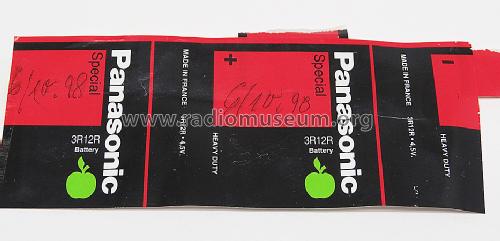 6/10.98
Special
Panasonic
3R12R
Battery
MADE IN FRANCE
3R12R • 4,5V.
HEAVY DUTY
+
6/10.98
Special
Panasonic
3R12R
Battery
MADE IN FRANCE
3R12R • 4,5V.
-
HEAVY DUTY
© www.radiomuseum.org